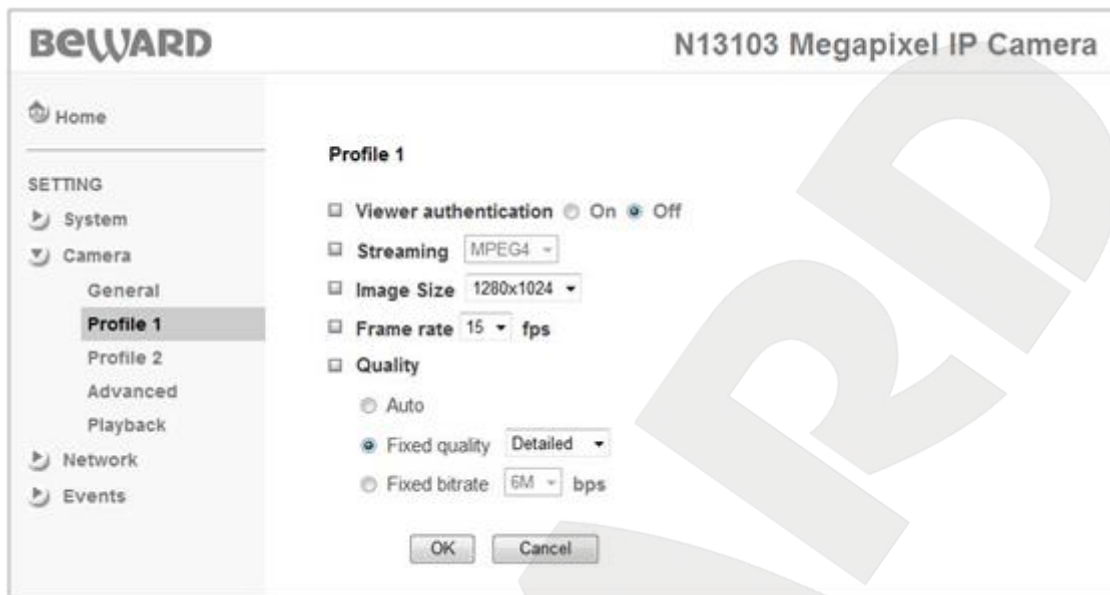 BEWARD
N13103 Megapixel IP Camera
Home
SETTING
System
Camera
General
Profile 1
Profile 2
Advanced
Playback
Network
Events
Profile 1
Viewer authentication On Off
Streaming MPEG4
Image Size 1280x1024
Frame rate 15 fps
Quality
Auto
Fixed quality Detailed
Fixed bitrate 6M bps
OK Cancel